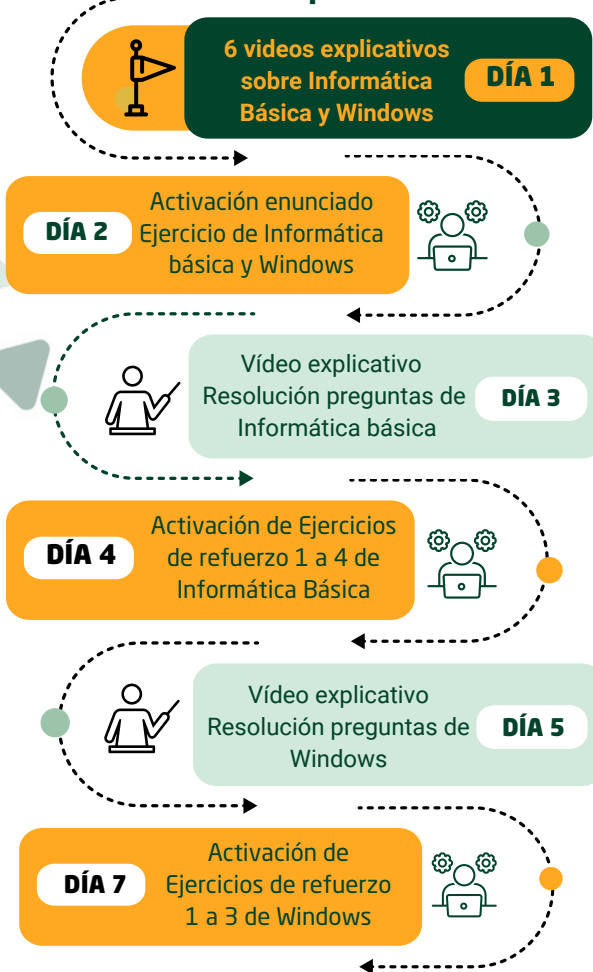 6 videos explicativos
sobre Informática
Básica y Windows
DÍA 1
DÍA 2
Activación enunciado
Ejercicio de Informática
básica y Windows
Vídeo explicativo
Resolución preguntas de
Informática básica
DÍA 3
DÍA 4
Activación de Ejercicios
de refuerzo 1 a 4 de
Informática Básica
Vídeo explicativo
Resolución preguntas de
Windows
DÍA 5
DÍA 7
Activación de
Ejercicios de refuerzo
1 a 3 de Windows